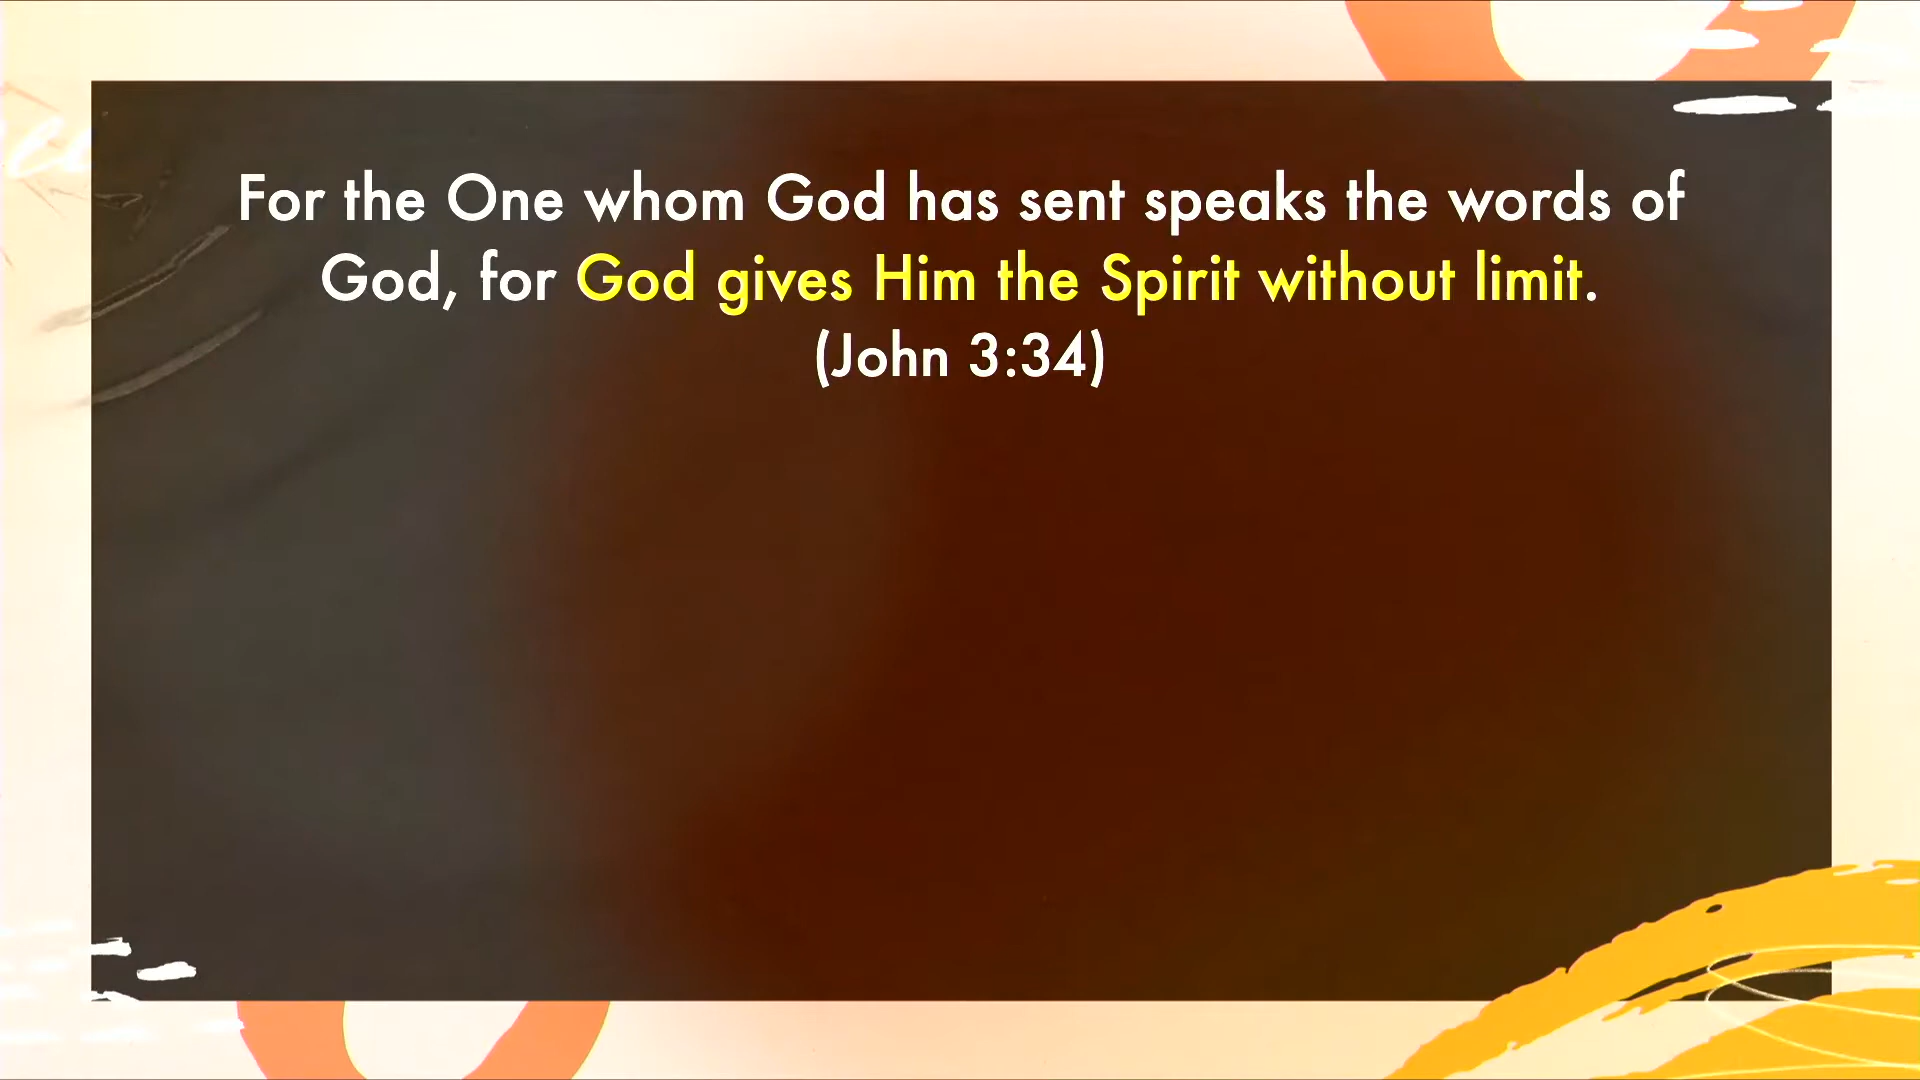 For the One whom God has sent speaks the words of
God, for God gives Him the Spirit without limit.
(John 3:34)